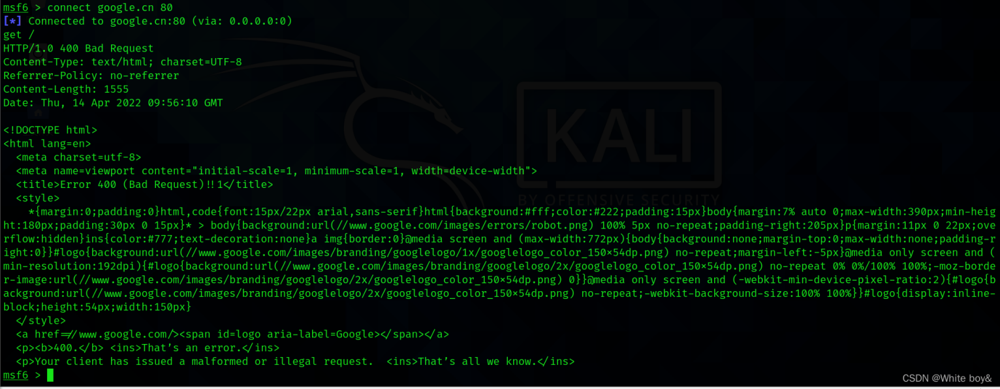 msf6 > connect google.cn 80
[*] Connected to google.cn:80 (via: 0.0.0.0:0)
get /
HTTP/1.0 400 Bad Request
Content-Type: text/html; charset=UTF-8
Referrer-Policy: no-referrer
Content-Length: 1555
Date: Thu, 14 Apr 2022 09:56:10 GMT
<!DOCTYPE html>
<html lang=en>
  <meta charset=utf-8>
  <meta name=viewport content="initial-scale=1, minimum-scale=1, width=device-width">
  <title>Error 400 (Bad Request)!!1</title>
  <style>
    *{margin:0;padding:0}html,code{font:15px/22px arial,sans-serif}html{background:#fff;color:#222;padding:15px}body{margin:7% auto 0;max-width:390px;min-heig
ht:180px;padding:30px 0 15px}* > body{background:url(//www.google.com/images/errors/robot.png) 100% 5px no-repeat;padding-right:205px}p{margin:11px 0 22px;ove
rflow:hidden}ins{color:#777;text-decoration:none}a img{border:0}@media screen and (max-width:772px){body{background:none;margin-top:0;max-width:none;padding-r
ight:0}}#logo{background:url(//www.google.com/images/branding/googlelogo/1x/googlelogo_color_150x54dp.png) no-repeat;margin-left:-5px}@media only screen and (
min-resolution:192dpi){#logo{background:url(//www.google.com/images/branding/googlelogo/2x/googlelogo_color_150x54dp.png) no-repeat 0% 0%/100% 100%;-moz-borde
r-image:url(//www.google.com/images/branding/googlelogo/2x/googlelogo_color_150x54dp.png) 0}}@media only screen and (-webkit-min-device-pixel-ratio:2){#logo{b
ackground:url(//www.google.com/images/branding/googlelogo/2x/googlelogo_color_150x54dp.png) no-repeat;-webkit-background-size:100% 100%}}#logo{display:inline-
block;height:54px;width:150px}
  </style>
  <a href=//www.google.com/><span id=logo aria-label=Google></span></a>
  <p><b>400.</b> <ins>That’s an error.</ins>
  <p>Your client has issued a malformed or illegal request.  <ins>That’s all we know.</ins>
msf6 >
KALI
BY OFFENSIVE SECURITY
CSDN @White boy&